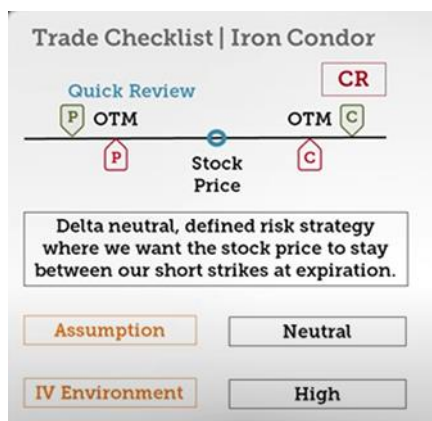 Trade Checklist | Iron Condor
CR
Quick Review
P OTM
OTM C
P
C
Stock
Price
Delta neutral, defined risk strategy
where we want the stock price to stay
between our short strikes at expiration.
Assumption
Neutral
IV Environment
High